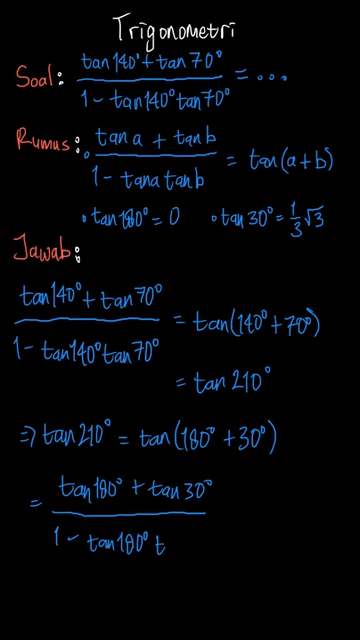 Trigonometri
Soal: (tan 140° + tan 70°) / (1 - tan 140° tan 70°) = ...
Rumus: • (tan a + tan b) / (1 - tan a tan b) = tan (a + b)
• tan 180° = 0 • tan 30° = 1/3 √3
Jawab:
(tan 140° + tan 70°) / (1 - tan 140° tan 70°) = tan (140° + 70°)
= tan 210°
⇒ tan 210° = tan (180° + 30°)
= (tan 180° + tan 30°) / (1 - tan 180° t